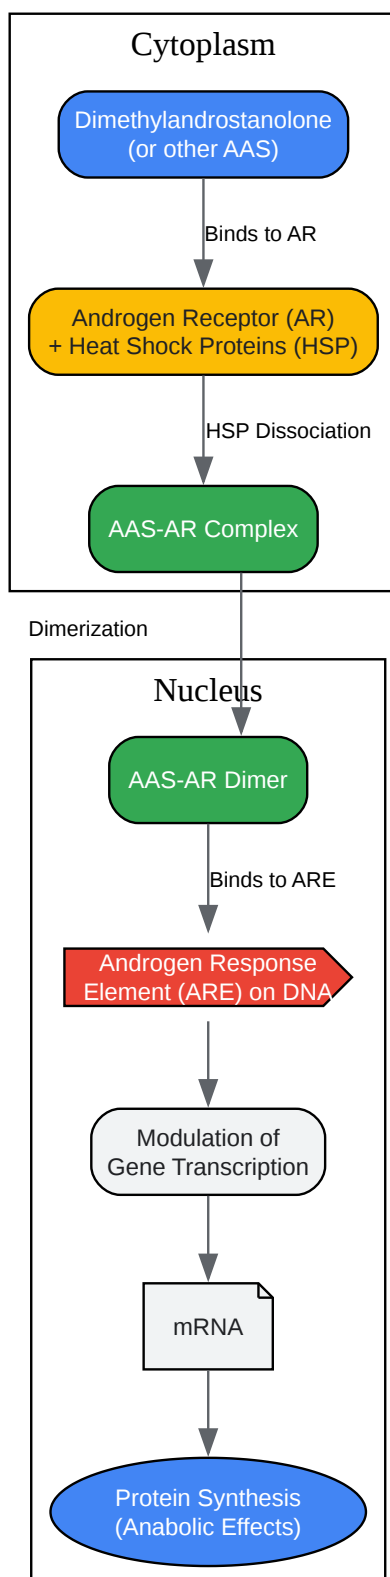 Cytoplasm
Dimethylandrostanolone
(or other AAS)
Binds to AR
Androgen Receptor (AR)
+ Heat Shock Proteins (HSP)
HSP Dissociation
AAS-AR Complex
Dimerization
Nucleus
AAS-AR Dimer
Binds to ARE
Androgen Response
Element (ARE) on DNA
Modulation of
Gene Transcription
mRNA
Protein Synthesis
(Anabolic Effects)